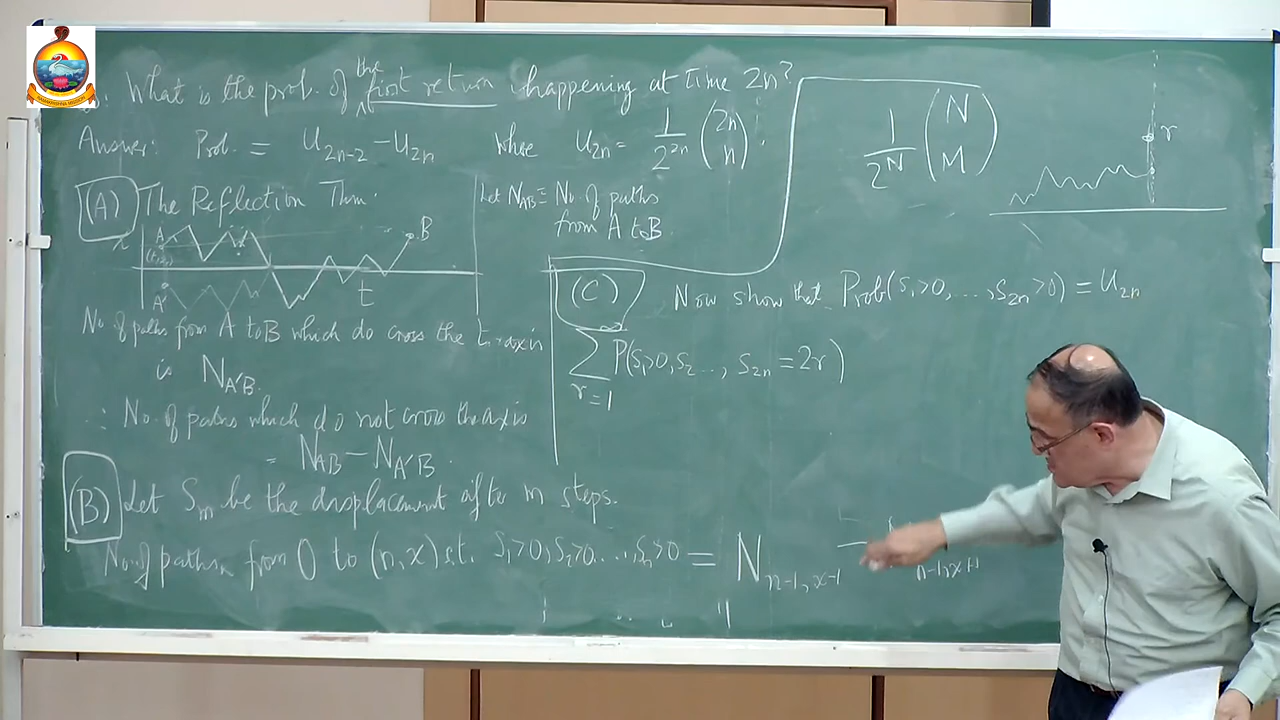 What is the prob. of the first return happening at time 2n?
Answer: Prob. = U_{2n-2} - U_{2n} where U_{2n} = \frac{1}{2^{2n}} \binom{2n}{n}
\frac{1}{2^N} \binom{N}{M}
r
(A) The Reflection Thm.
Let N_{AB} ≡ No. of paths
from A to B.
A
B
A'
t
No. of paths from A to B which do cross the t-axis
is N_{A'B}.
∴ No. of paths which do not cross the axis
= N_{AB} - N_{A'B}.
(B) Let S_m be the displacement after m steps.
No. of paths from O to (n,x) s.t. S_1>0, S_2>0..., S_n>0 = N_{n-1,x-1} - _{n-1,x+1}
(C) Now show that Prob(S_1>0,...,S_{2n}>0) = U_{2n}
\sum_{r=1} P(S_1>0, S_2..., S_{2n}=2r)